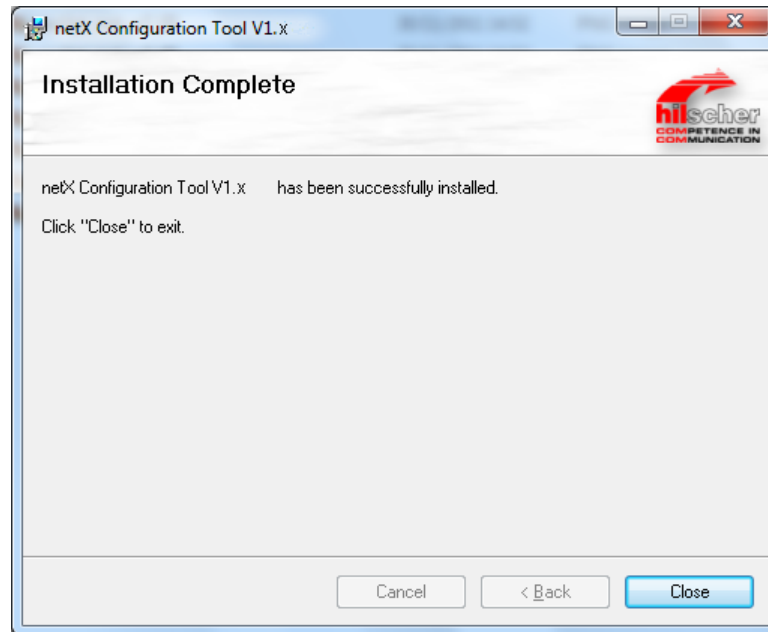 netX Configuration Tool V1.x
Installation Complete
hilscher
COMPETENCE IN
COMMUNICATION
netX Configuration Tool V1.x has been successfully installed.
Click "Close" to exit.
Cancel
< Back
Close